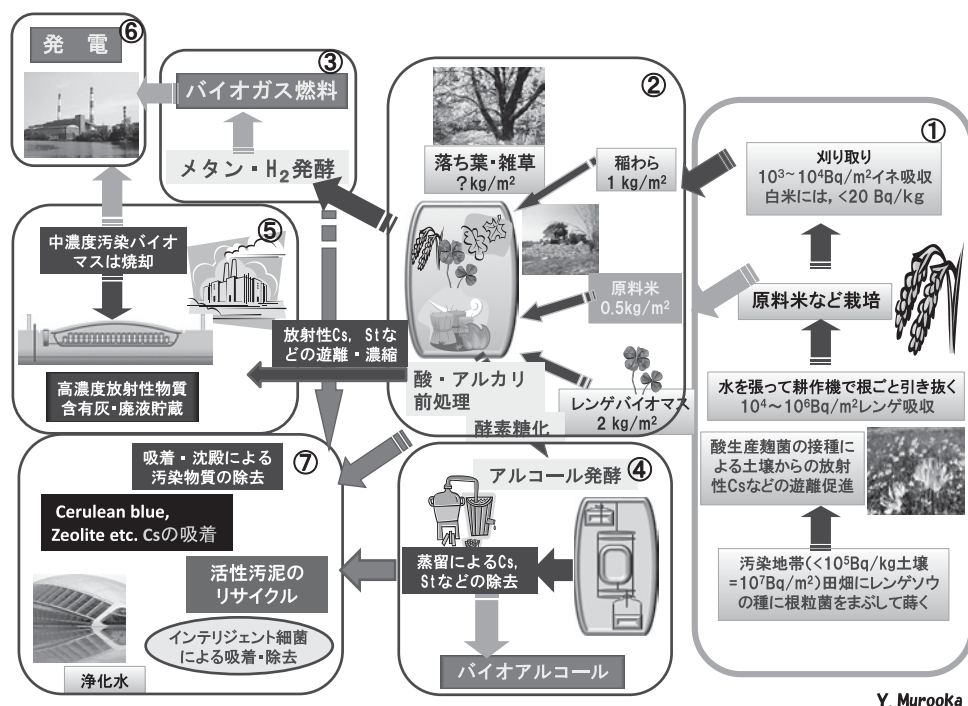 ⑥
発　電
③
バイオガス燃料
メタン・H₂発酵
②
落ち葉・雑草
？kg/m²
稲わら
1 kg/m²
原料米
0.5kg/m²
レンゲバイオマス
2 kg/m²
酸・アルカリ
前処理
酵素糖化
①
刈り取り
10³~10⁴Bq/m²イネ吸収
白米には，<20 Bq/kg
原料米など栽培
水を張って耕作機で根ごと引き抜く
10⁴～10⁶Bq/m²レンゲ吸収
酸生産麹菌の接種によ
る土壌からの放射
性Csなどの遊離促進
汚染地帯(<10⁵Bq/kg土壌
=10⁷Bq/m²)田畑にレンゲソウ
の種に根粒菌をまぶして蒔く
⑤
中濃度汚染バイオ
マスは焼却
高濃度放射性物質
含有灰・廃液貯蔵
放射性Cs，Stな
どの遊離・濃縮
⑦
吸着・沈殿による
汚染物質の除去
Cerulean blue,
Zeolite etc. Csの吸着
活性汚泥の
リサイクル
インテリジェント細菌
による吸着・除去
浄化水
④
アルコール発酵
蒸留によるCs,
Stなどの除去
バイオアルコール
Y. Murooka